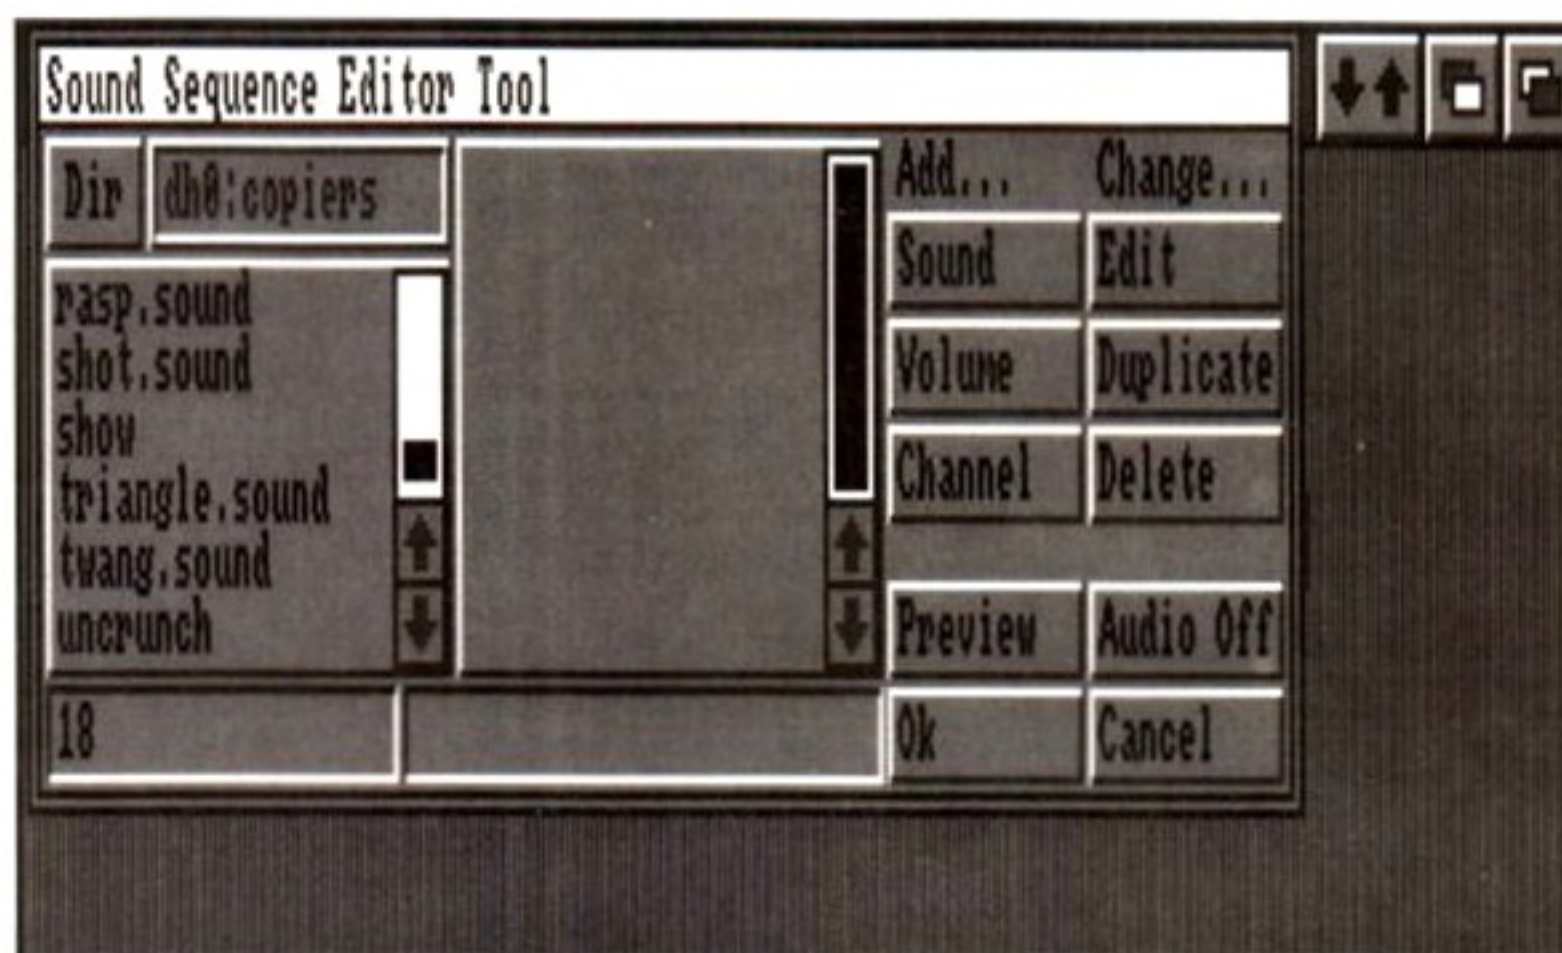 Sound Sequence Editor Tool
Dir dh0:copiers
rasp.sound
shot.sound
show
triangle.sound
twang.sound
uncrunch
18
Add... Change...
Sound Edit
Volume Duplicate
Channel Delete
Preview Audio Off
Ok Cancel